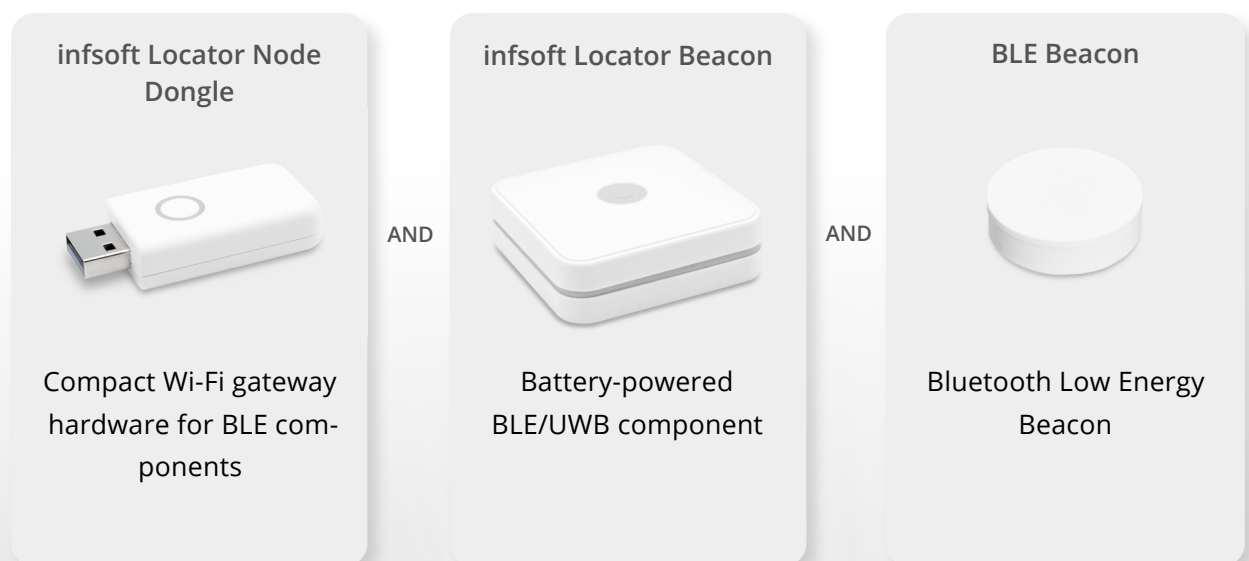 infsoft Locator Node
Dongle
Compact Wi-Fi gateway
hardware for BLE com-
ponents
AND
infsoft Locator Beacon
Battery-powered
BLE/UWB component
AND
BLE Beacon
Bluetooth Low Energy
Beacon